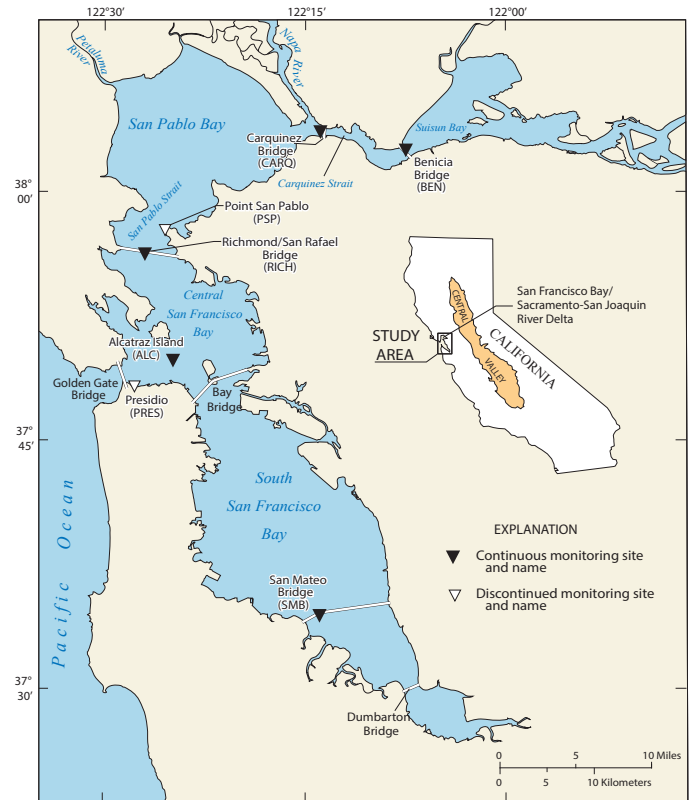 122°30'
122°15'
122°00'
Petaluma
River
Napa River
San Pablo Bay
Suisun Bay
Carquinez
Bridge
(CARQ)
Benicia
Bridge
(BEN)
Carquinez Strait
38°
00'
San Pablo Strait
Point San Pablo
(PSP)
Richmond/San Rafael
Bridge
(RICH)
Central
San Francisco
Bay
Alcatraz Island
(ALC)
Golden Gate
Bridge
Presidio
(PRES)
Bay
Bridge
San Francisco Bay/
Sacramento-San Joaquin
River Delta
STUDY
AREA
CENTRAL
VALLEY
CALIFORNIA
37°
45'
South
San Francisco
Bay
Pacific Ocean
EXPLANATION
Continuous monitoring site
and name
Discontinued monitoring site
and name
San Mateo
Bridge
(SMB)
37°
30'
Dumbarton
Bridge
0 5 10 Miles
0 5 10 Kilometers